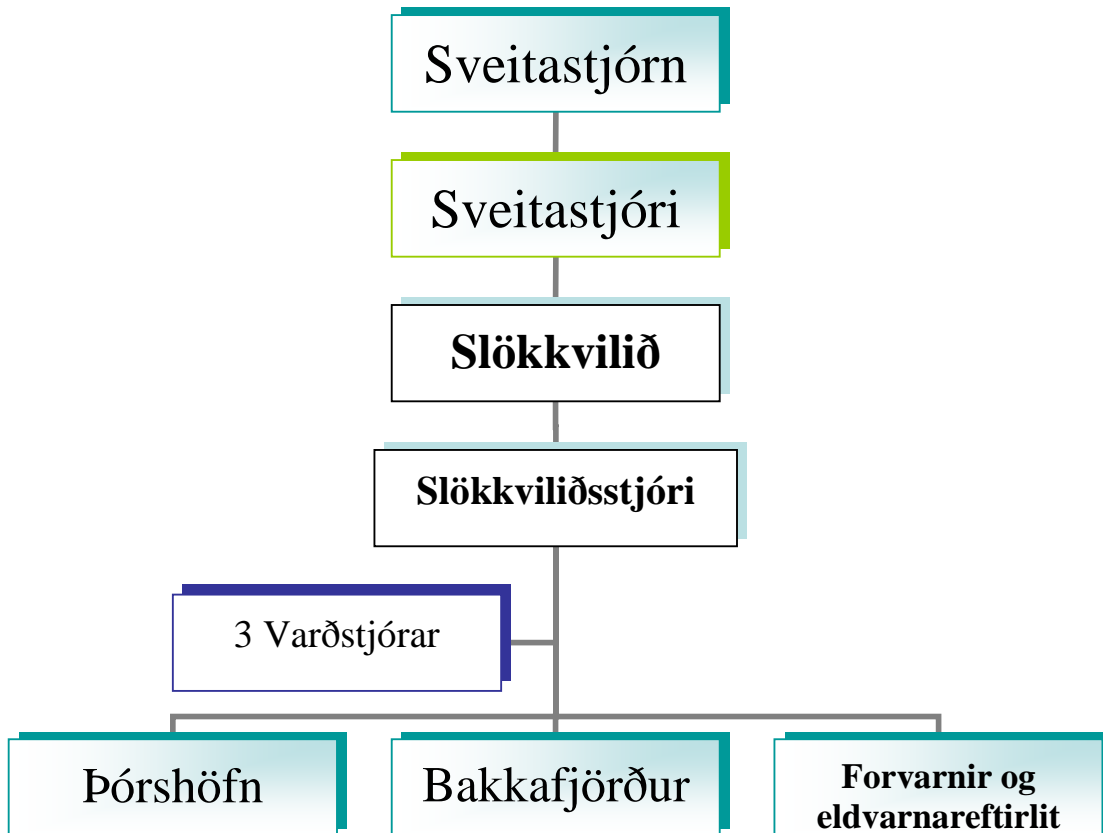 Sveitastjórn
Sveitastjóri
Slökkvilið
Slökkviliðsstjóri
3 Varðstjórar
Þórshöfn
Bakkafjörður
Forvarnir og
eldvarnareftirlit